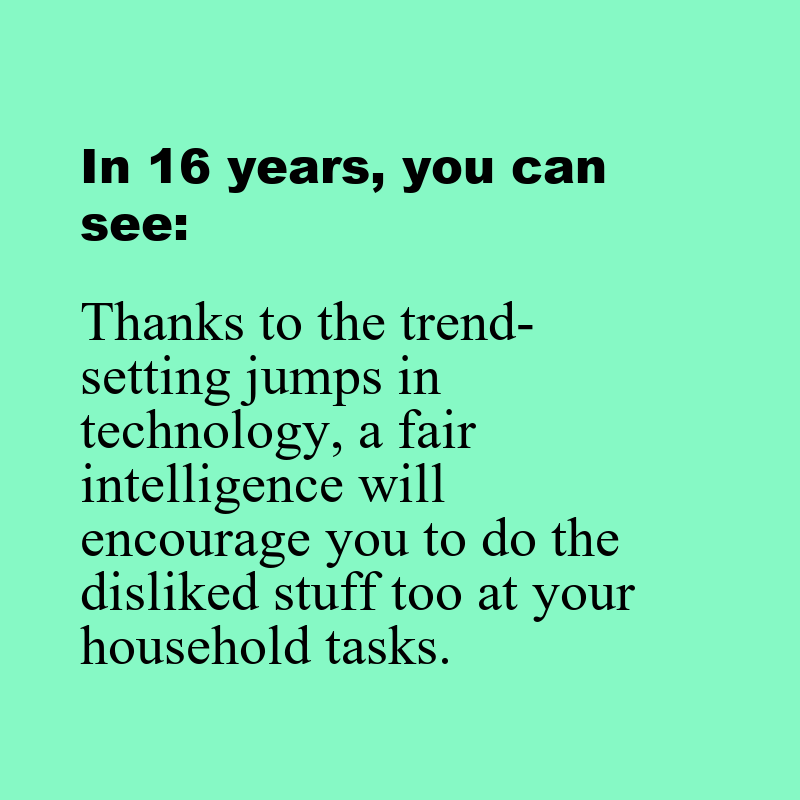 In 16 years, you can
see:
Thanks to the trend-
setting jumps in
technology, a fair
intelligence will
encourage you to do the
disliked stuff too at your
household tasks.